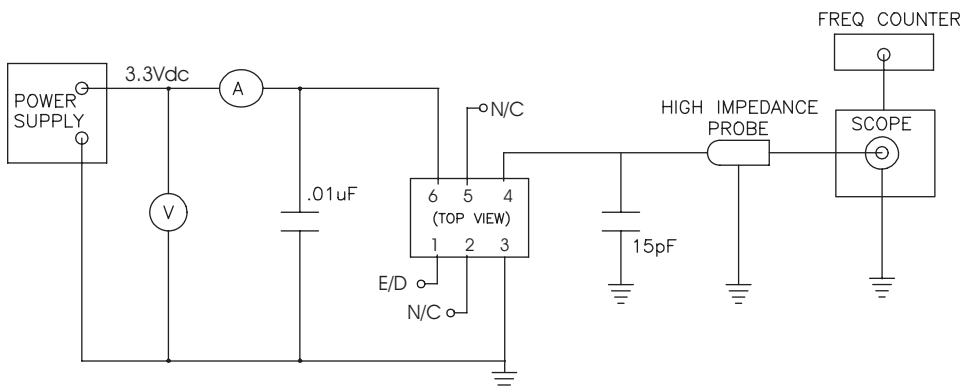 FREQ COUNTER
3.3Vdc
A
POWER
SUPPLY
N/C
HIGH IMPEDANCE
PROBE
SCOPE
.01uF
6 5 4
V
(TOP VIEW)
1 2 3
15pF
E/D
N/C